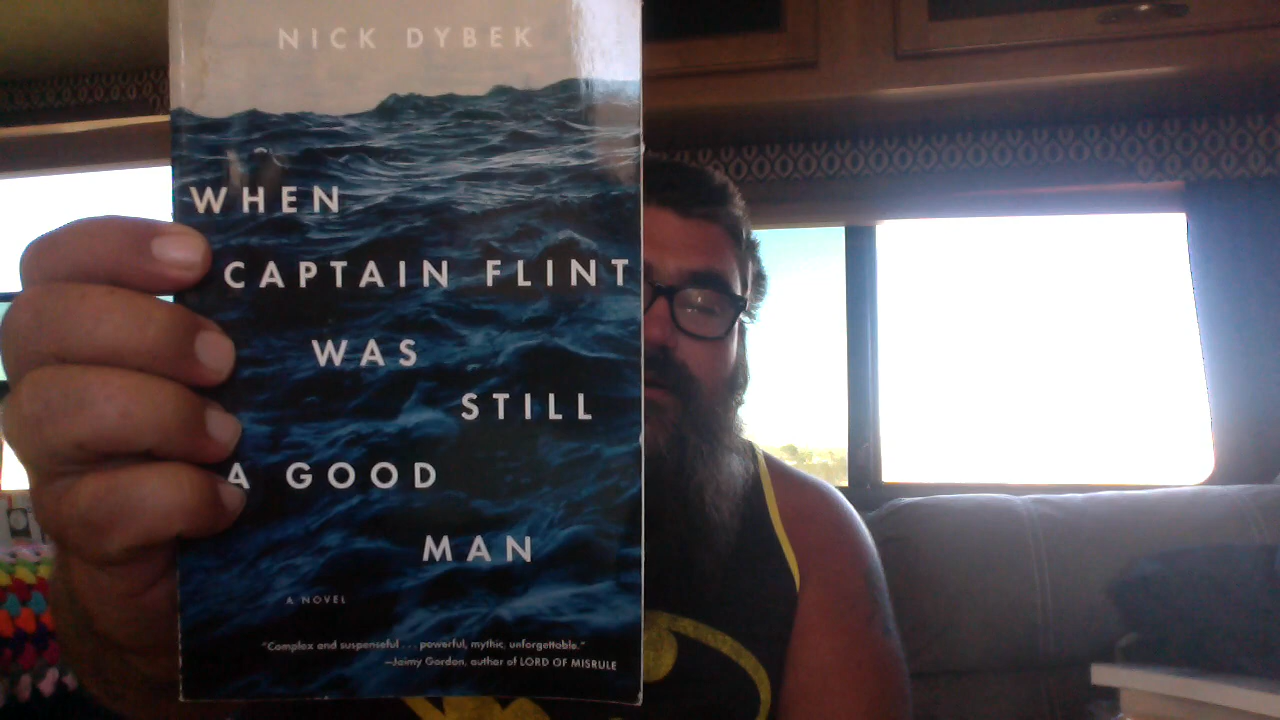 NICK DYBEK
WHEN
CAPTAIN FLINT
WAS
STILL
A GOOD
MAN
A NOVEL
"Complex and suspenseful . . . powerful, mythic, unforgettable."
—Jaimy Gordon, author of LORD OF MISRULE